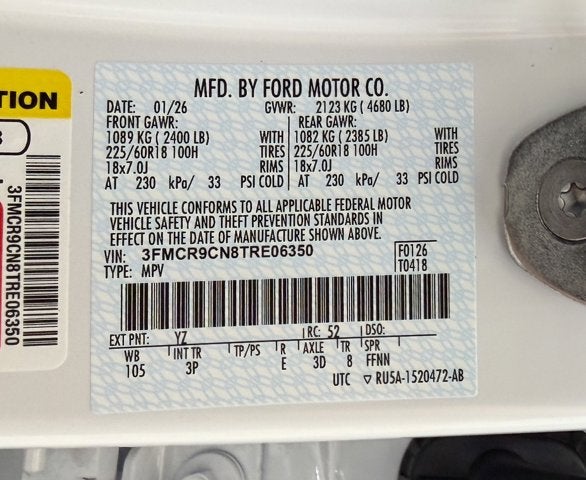 TION
3FMCR9CN8TRE06350
MFD. BY FORD MOTOR CO.
DATE: 01/26 GVWR: 2123 KG ( 4680 LB)
FRONT GAWR: REAR GAWR:
1089 KG ( 2400 LB) WITH 1082 KG ( 2385 LB) WITH
225/60R18 100H TIRES 225/60R18 100H TIRES
18x7.0J RIMS 18x7.0J RIMS
AT 230 kPa/ 33 PSI COLD AT 230 kPa/ 33 PSI COLD
THIS VEHICLE CONFORMS TO ALL APPLICABLE FEDERAL MOTOR
VEHICLE SAFETY AND THEFT PREVENTION STANDARDS IN
EFFECT ON THE DATE OF MANUFACTURE SHOWN ABOVE.
VIN: 3FMCR9CN8TRE06350 F0126
TYPE: MPV T0418
EXT PNT: YZ RC: 52 DSO:
WB INT TR TP/PS R AXLE TR SPR
105 3P E 3D 8 FFNN
UTC ▽ RU5A-1520472-AB